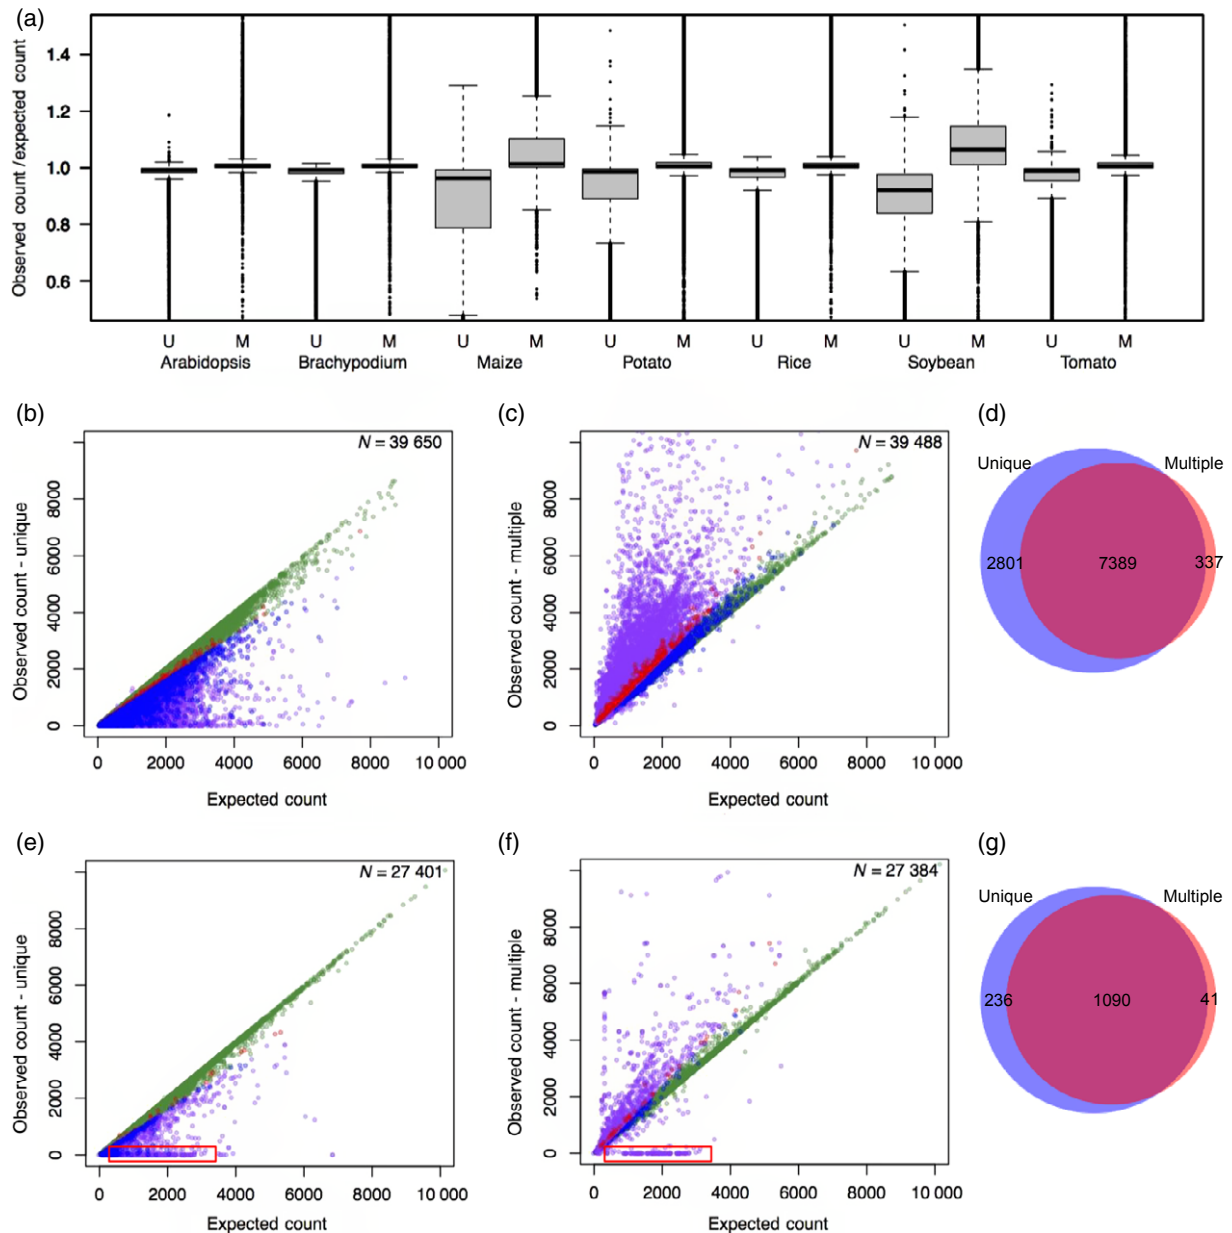 (a)
Observed count /expected count
1.4
1.2
1.0
0.8
0.6
U M U M U M U M U M U M U M
Arabidopsis Brachypodium Maize Potato Rice Soybean Tomato
(b)
N = 39 650
Observed count - unique
8000
6000
4000
2000
0
0 2000 4000 6000 8000 10 000
Expected count
(c)
N = 39 488
Observed count - multiple
8000
6000
4000
2000
0
0 2000 4000 6000 8000 10 000
Expected count
(d)
Unique Multiple
2801 7389 337
(e)
N = 27 401
Observed count - unique
8000
6000
4000
2000
0
0 2000 4000 6000 8000 10 000
Expected count
(f)
N = 27 384
Observed count - multiple
8000
6000
4000
2000
0
0 2000 4000 6000 8000 10 000
Expected count
(g)
Unique Multiple
236 1090 41